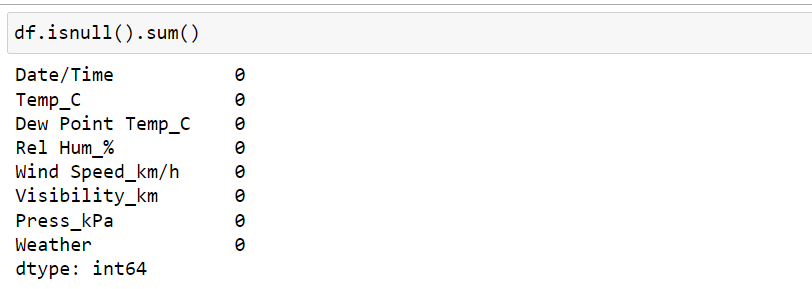 df.isnull().sum()
Date/Time 0
Temp_C 0
Dew Point Temp_C 0
Rel Hum_% 0
Wind Speed_km/h 0
Visibility_km 0
Press_kPa 0
Weather 0
dtype: int64